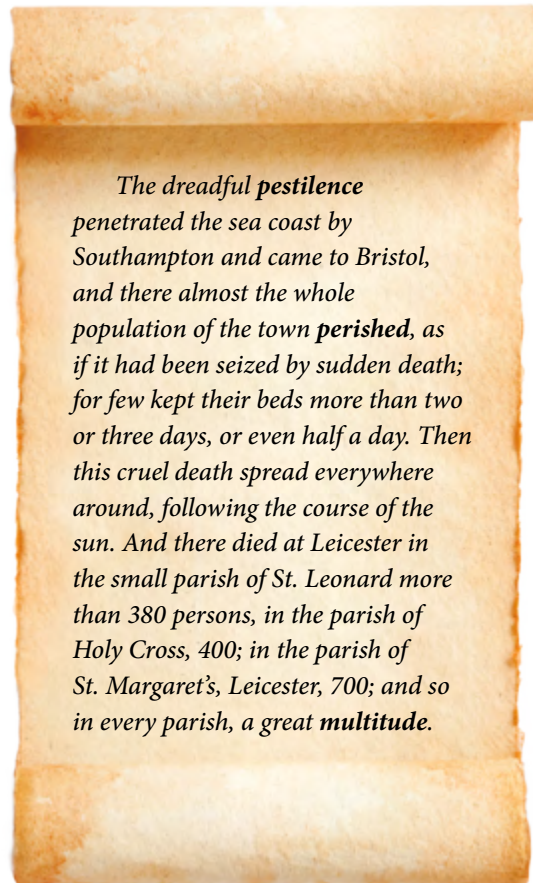 The dreadful pestilence
penetrated the sea coast by
Southampton and came to Bristol,
and there almost the whole
population of the town perished, as
if it had been seized by sudden death;
for few kept their beds more than two
or three days, or even half a day. Then
this cruel death spread everywhere
around, following the course of the
sun. And there died at Leicester in
the small parish of St. Leonard more
than 380 persons, in the parish of
Holy Cross, 400; in the parish of
St. Margaret’s, Leicester, 700; and so
in every parish, a great multitude.